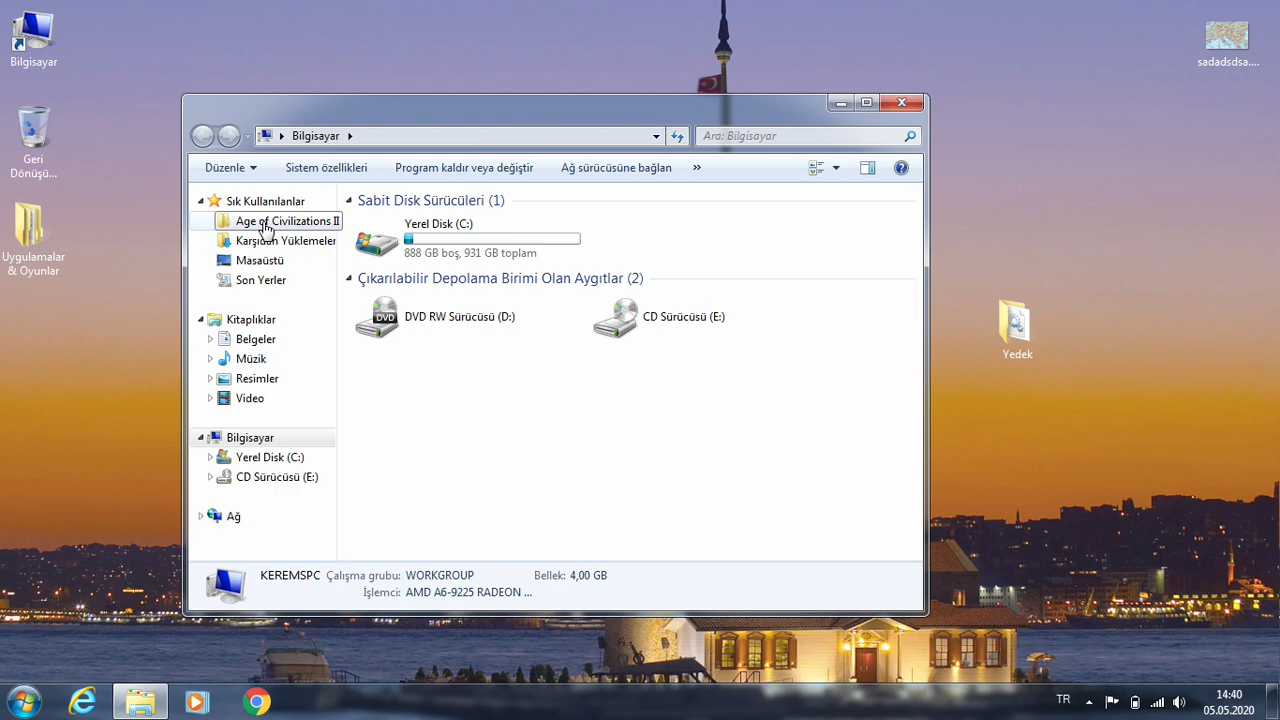 Bilgisayar
Geri
Dönüşü...
Uygulamalar
& Oyunlar
sadadsdsa....
Yedek
Bilgisayar
Ara: Bilgisayar
Düzenle
Sistem özellikleri
Program kaldır veya değiştir
Ağ sürücüsüne bağlan
»
Sık Kullanılanlar
Age of Civilizations II
Karşıdan Yüklemeler
Masaüstü
Son Yerler
Kitaplıklar
Belgeler
Müzik
Resimler
Video
Bilgisayar
Yerel Disk (C:)
CD Sürücüsü (E:)
Ağ
Sabit Disk Sürücüleri (1)
Yerel Disk (C:)
888 GB boş, 931 GB toplam
Çıkarılabilir Depolama Birimi Olan Aygıtlar (2)
DVD
DVD RW Sürücüsü (D:)
CD Sürücüsü (E:)
KEREMSPC Çalışma grubu: WORKGROUP Bellek: 4,00 GB
İşlemci: AMD A6-9225 RADEON ...
TR
14:40
05.05.2020